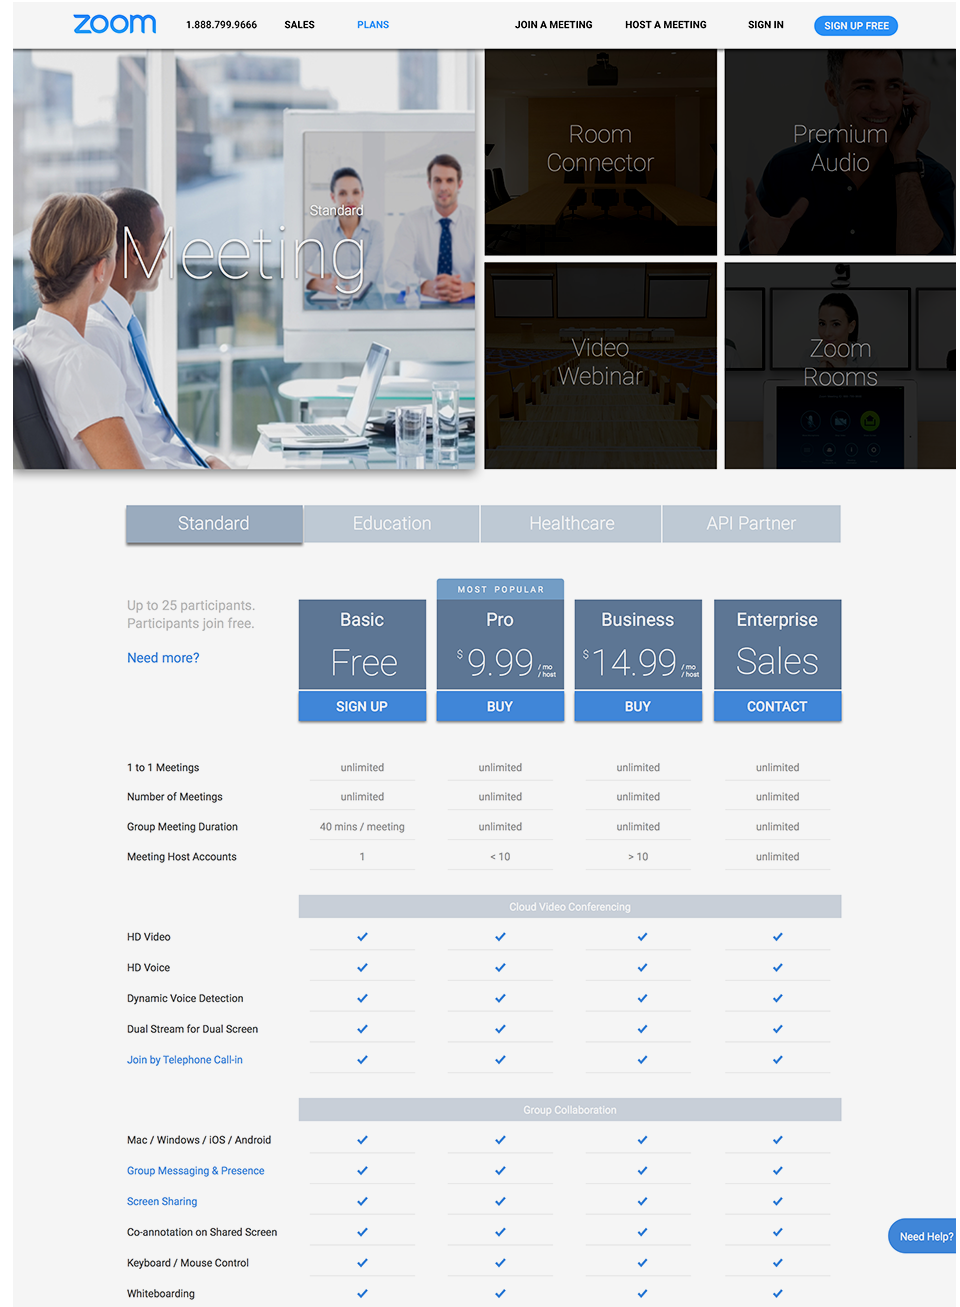 zoom 1.888.799.9666 SALES PLANS JOIN A MEETING HOST A MEETING SIGN IN SIGN UP FREE
Standard
Meeting
Room
Connector
Premium
Audio
Video
Webinar
Zoom
Rooms
Standard Education Healthcare API Partner
Up to 25 participants.
Participants join free.
Need more?
Basic
Free
SIGN UP
MOST POPULAR
Pro
$9.99 / mo / host
BUY
Business
$14.99 / mo / host
BUY
Enterprise
Sales
CONTACT
1 to 1 Meetings unlimited unlimited unlimited unlimited
Number of Meetings unlimited unlimited unlimited unlimited
Group Meeting Duration 40 mins / meeting unlimited unlimited unlimited
Meeting Host Accounts 1 < 10 > 10 unlimited
Cloud Video Conferencing
HD Video
HD Voice
Dynamic Voice Detection
Dual Stream for Dual Screen
Join by Telephone Call-in
Group Collaboration
Mac / Windows / iOS / Android
Group Messaging & Presence
Screen Sharing
Co-annotation on Shared Screen
Keyboard / Mouse Control
Whiteboarding
Need Help?